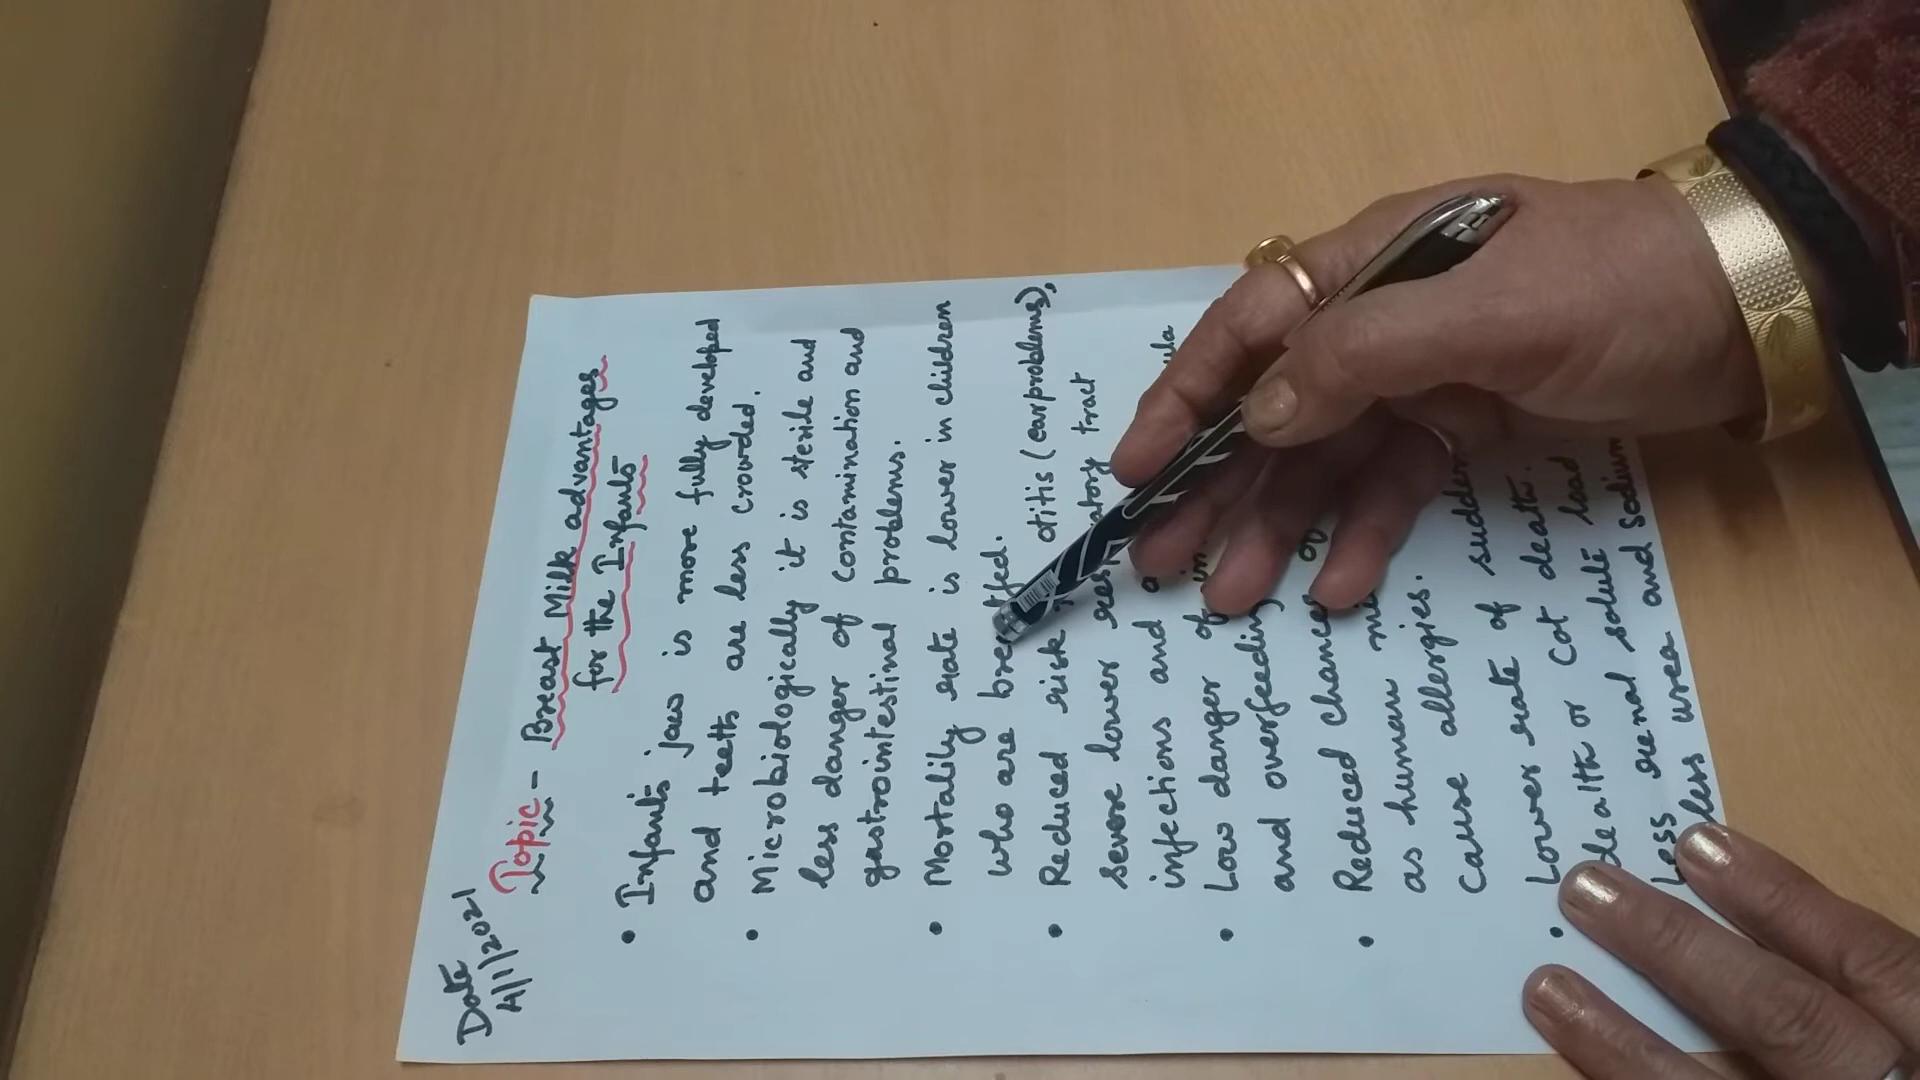 Date
4/1/2021
Topic - Breast Milk advantages
for the Infants
• Infant's jaw is more fully developed
and teeth are less crowded.
• Microbiologically it is sterile and
less danger of contamination and
gastrointestinal problems.
• Mortality rate is lower in children
who are breastfed.
• Reduced risk otitis (earproblems),
severe lower tract
infections and
• Low danger of
and overfeeding
• Reduced chances of
as human
cause allergies.
• Lower rate of sudden
death or cot death.
Less renal solute load
less urea and sodium